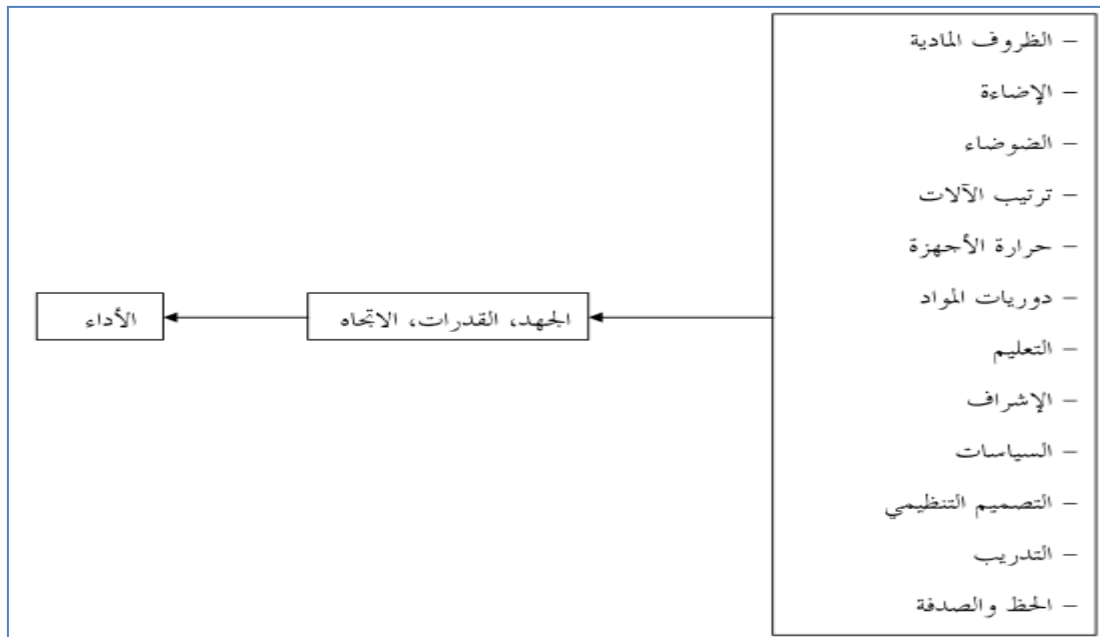 – الظروف المادية
– الإضاءة
– الضوضاء
– ترتيب الآلات
– حرارة الأجهزة
– دوريات المواد
– التعليم
– الإشراف
– السياسات
– التصميم التنظيمي
– التدريب
– الحظ والصدفة
الجهد، القدرات، الاتجاه
الأداء